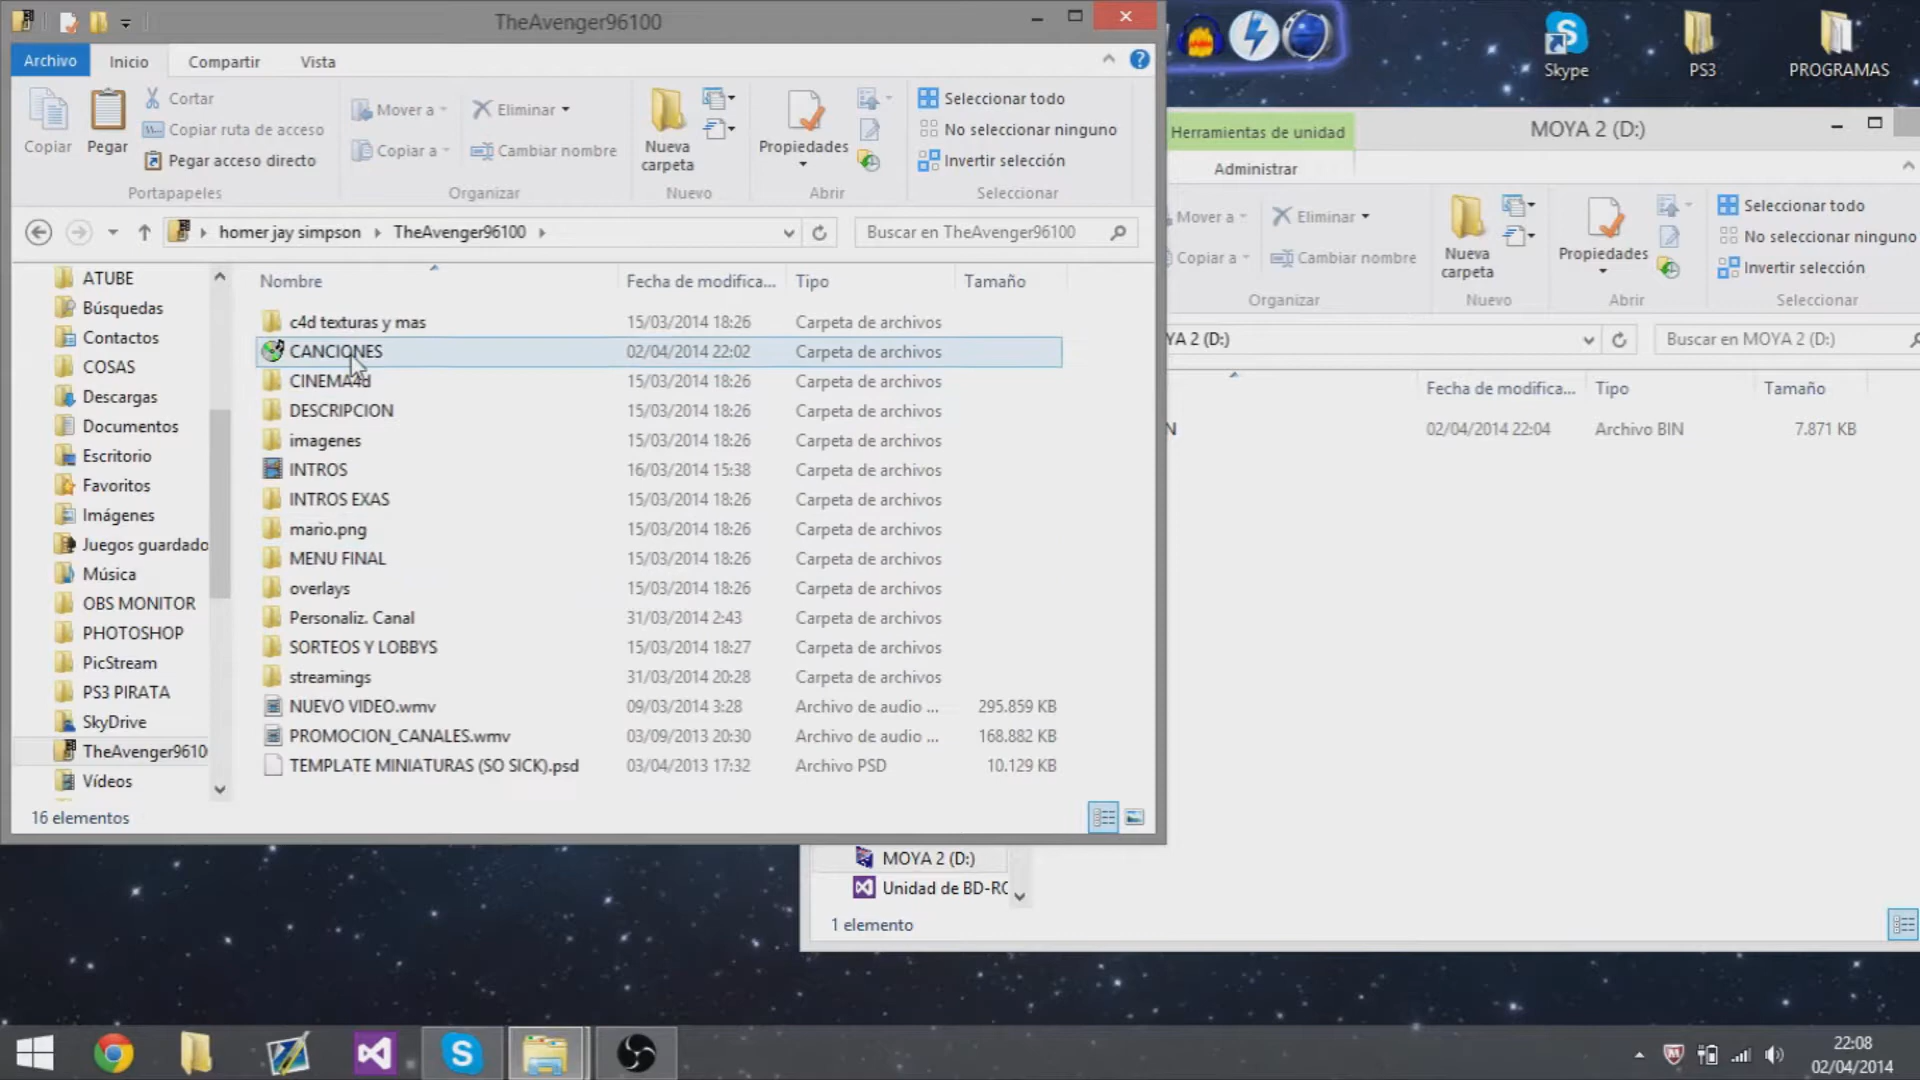 TheAvenger96100
Archivo Inicio Compartir Vista
Copiar
Pegar
Cortar
Copiar ruta de acceso
Pegar acceso directo
Portapapeles
Mover a
Copiar a
Eliminar
Cambiar nombre
Organizar
Nueva carpeta
Nuevo
Propiedades
Abrir
Seleccionar todo
No seleccionar ninguno
Invertir selección
Seleccionar
homer jay simpson TheAvenger96100
Buscar en TheAvenger96100
ATUBE
Búsquedas
Contactos
COSAS
Descargas
Documentos
Escritorio
Favoritos
Imágenes
Juegos guardado
Música
OBS MONITOR
PHOTOSHOP
PicStream
PS3 PIRATA
SkyDrive
TheAvenger9610
Vídeos
Nombre Fecha de modifica... Tipo Tamaño
c4d texturas y mas 15/03/2014 18:26 Carpeta de archivos
CANCIONES 02/04/2014 22:02 Carpeta de archivos
CINEMA4d 15/03/2014 18:26 Carpeta de archivos
DESCRIPCION 15/03/2014 18:26 Carpeta de archivos
imagenes 15/03/2014 18:26 Carpeta de archivos
INTROS 16/03/2014 15:38 Carpeta de archivos
INTROS EXAS 15/03/2014 18:26 Carpeta de archivos
mario.png 15/03/2014 18:26 Carpeta de archivos
MENU FINAL 15/03/2014 18:26 Carpeta de archivos
overlays 15/03/2014 18:26 Carpeta de archivos
Personaliz. Canal 31/03/2014 2:43 Carpeta de archivos
SORTEOS Y LOBBYS 15/03/2014 18:27 Carpeta de archivos
streamings 31/03/2014 20:28 Carpeta de archivos
NUEVO VIDEO.wmv 09/03/2014 3:28 Archivo de audio ... 295.859 KB
PROMOCION_CANALES.wmv 03/09/2013 20:30 Archivo de audio ... 168.882 KB
TEMPLATE MINIATURAS (SO SICK).psd 03/04/2013 17:32 Archivo PSD 10.129 KB
16 elementos
Skype
PS3
PROGRAMAS
Herramientas de unidad
MOYA 2 (D:)
Administrar
Mover a
Copiar a
Eliminar
Cambiar nombre
Organizar
Nueva carpeta
Nuevo
Propiedades
Abrir
Seleccionar todo
No seleccionar ninguno
Invertir selección
Seleccionar
YA 2 (D:)
Buscar en MOYA 2 (D:)
Fecha de modifica... Tipo Tamaño
N 02/04/2014 22:04 Archivo BIN 7.871 KB
MOYA 2 (D:)
Unidad de BD-RO
1 elemento
22:08
02/04/2014